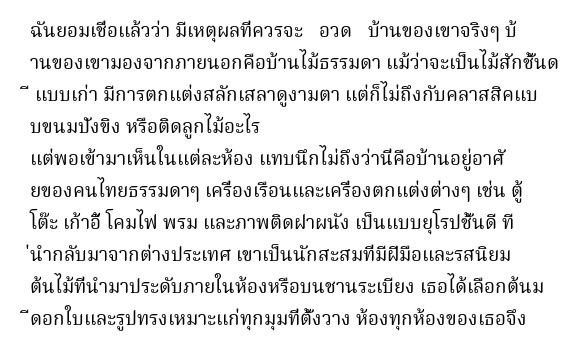 ฉันยอมเชื่อแล้วว่า มีเหตุผลที่ควรจะ อวด บ้านของเขาจริงๆ บ้
านของเขามองจากภายนอกคือบ้านไม้ธรรมดา แม้ว่าจะเป็นไม้สักชั้นด
ี แบบเก่า มีการตกแต่งสลักเสลาดูงามตา แต่ก็ไม่ถึงกับคลาสสิคแบ
บขนมปังขิง หรือติดลูกไม้อะไร
แต่พอเข้ามาเห็นในแต่ละห้อง แทบนึกไม่ถึงว่านี่คือบ้านอยู่อาศั
ยของคนไทยธรรมดาๆ เครื่องเรือนและเครื่องตกแต่งต่างๆ เช่น ตู้
โต๊ะ เก้าอี้ โคมไฟ พรม และภาพติดฝาผนัง เป็นแบบยุโรปชั้นดี ที
่นำกลับมาจากต่างประเทศ เขาเป็นนักสะสมที่มีฝีมือและรสนิยม
ต้นไม้ที่นำมาประดับภายในห้องหรือบนชานระเบียง เธอได้เลือกต้นม
ีดอกใบและรูปทรงเหมาะแก่ทุกมุมที่ตั้งวาง ห้องทุกห้องของเธอจึง